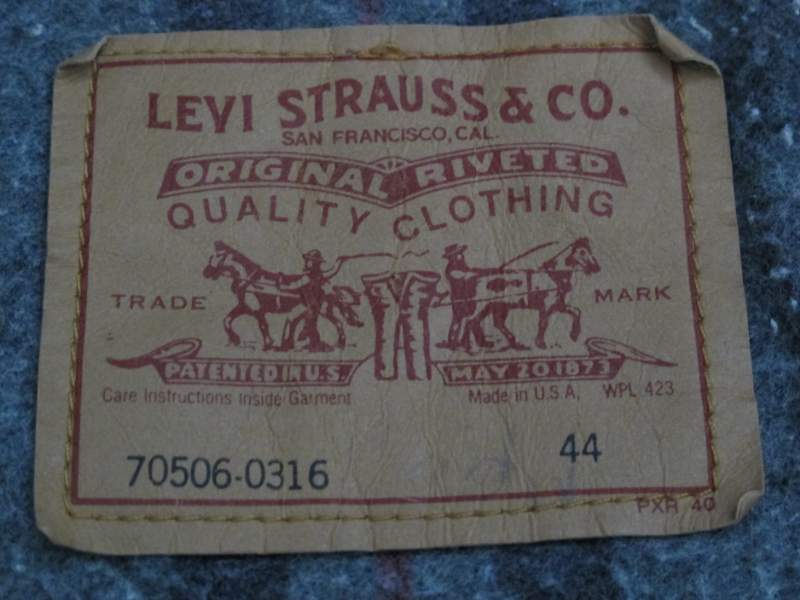 LEVI STRAUSS & CO.
SAN FRANCISCO, CAL.
ORIGINAL RIVETED
QUALITY CLOTHING
TRADE MARK
PATENTED IN U.S. MAY 20 1873
Care Instructions Inside Garment Made in U.S.A. WPL 423
70506-0316 44
PXR 40